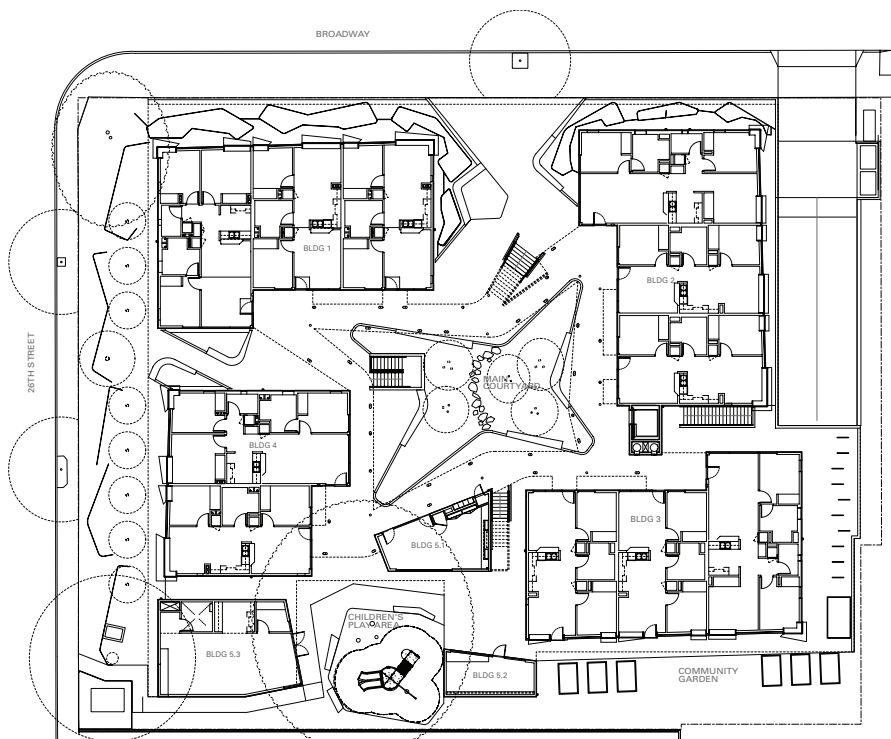 BROADWAY
26TH STREET
BLDG 1
BLDG 2
MAIN
COURTYARD
BLDG 4
BLDG 3
BLDG 5.1
CHILDREN'S
PLAY AREA
BLDG 5.3
BLDG 5.2
COMMUNITY
GARDEN